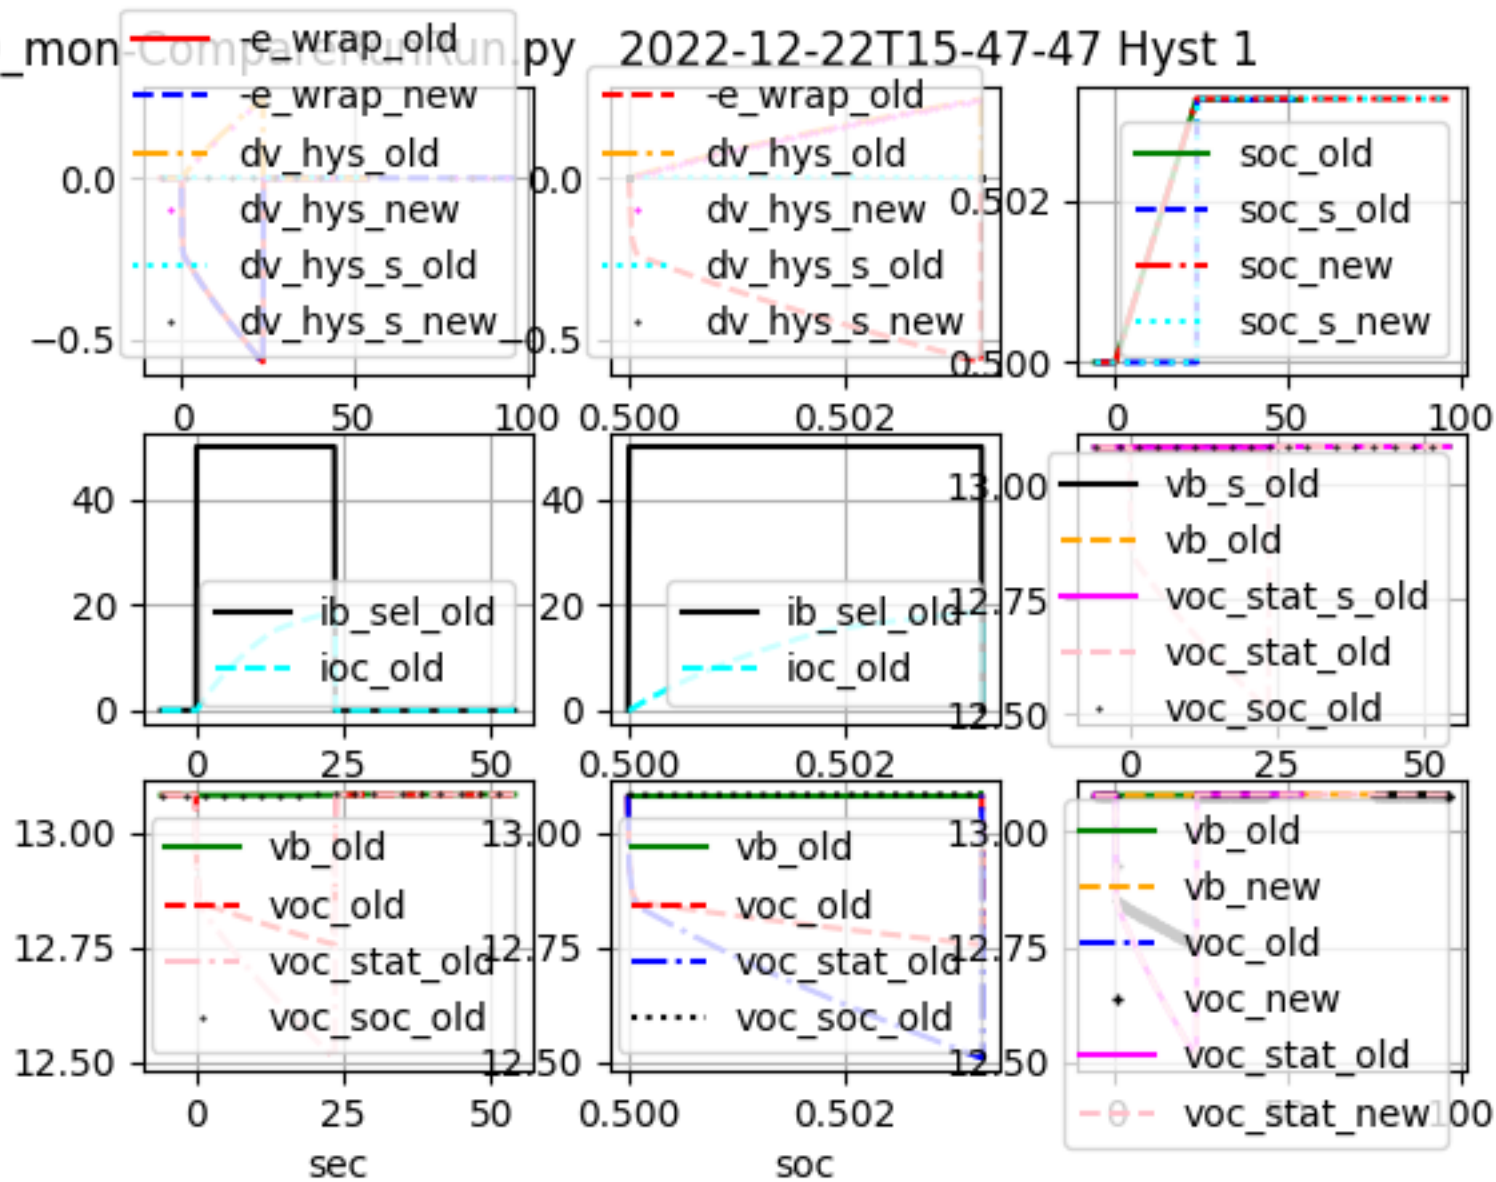 _mon-CompareRunRun.py 2022-12-22T15-47-47 Hyst 1
-e_wrap_old
-e_wrap_new
dv_hys_old
dv_hys_new
dv_hys_s_old
dv_hys_s_new
0.0
−0.5
0 50 100
-e_wrap_old
dv_hys_old
dv_hys_new
dv_hys_s_old
dv_hys_s_new
0.0
−0.5
0.500 0.502
soc_old
soc_s_old
soc_new
soc_s_new
0.502
0.500
0 50 100
40
20
0
ib_sel_old
ioc_old
0 25 50
40
20
0
ib_sel_old
ioc_old
0.500 0.502
13.00
12.75
12.50
vb_s_old
vb_old
voc_stat_s_old
voc_stat_old
voc_soc_old
0 25 50
13.00
12.75
12.50
vb_old
voc_old
voc_stat_old
voc_soc_old
0 25 50
sec
13.00
12.75
12.50
vb_old
voc_old
voc_stat_old
voc_soc_old
0.500 0.502
soc
13.00
12.75
12.50
vb_old
vb_new
voc_old
voc_new
voc_stat_old
voc_stat_new
0 50 100